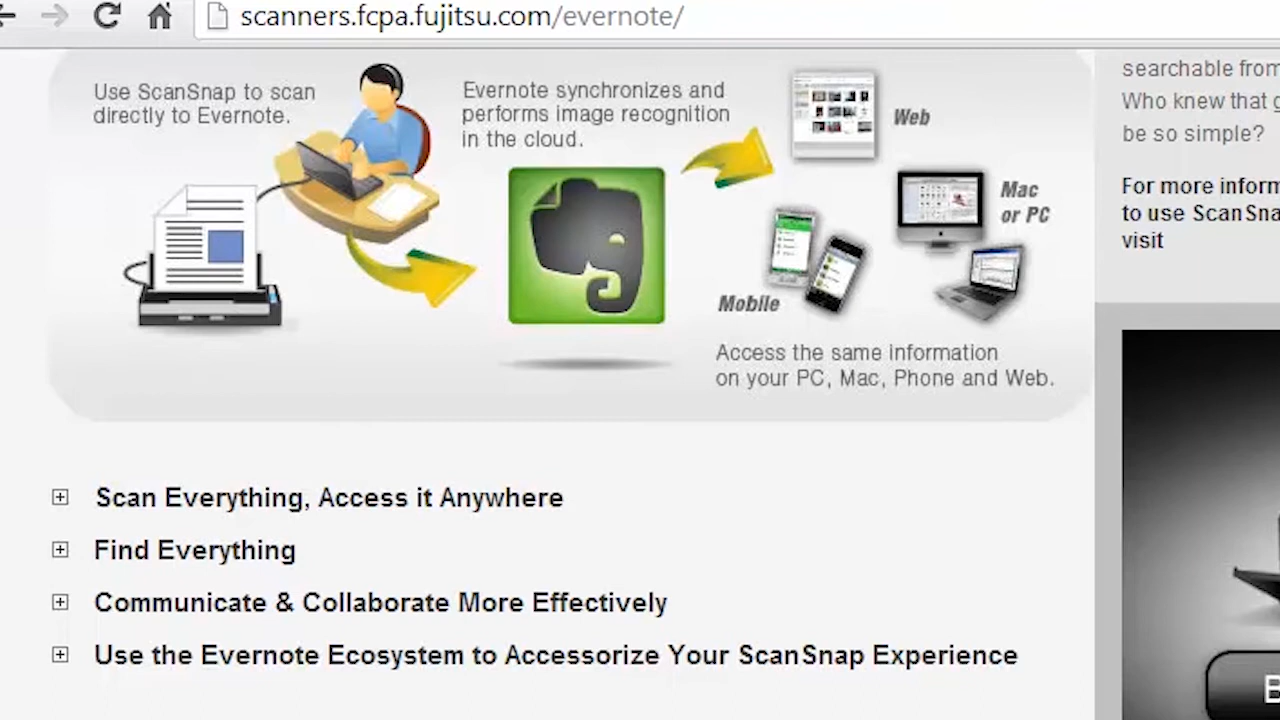 scanners.fcpa.fujitsu.com/evernote/
Use ScanSnap to scan
directly to Evernote.
Evernote synchronizes and
performs image recognition
in the cloud.
Web
Mac
or PC
Mobile
Access the same information
on your PC, Mac, Phone and Web.
Scan Everything, Access it Anywhere
Find Everything
Communicate & Collaborate More Effectively
Use the Evernote Ecosystem to Accessorize Your ScanSnap Experience
searchable from
Who knew that
be so simple?
For more
to use
visit